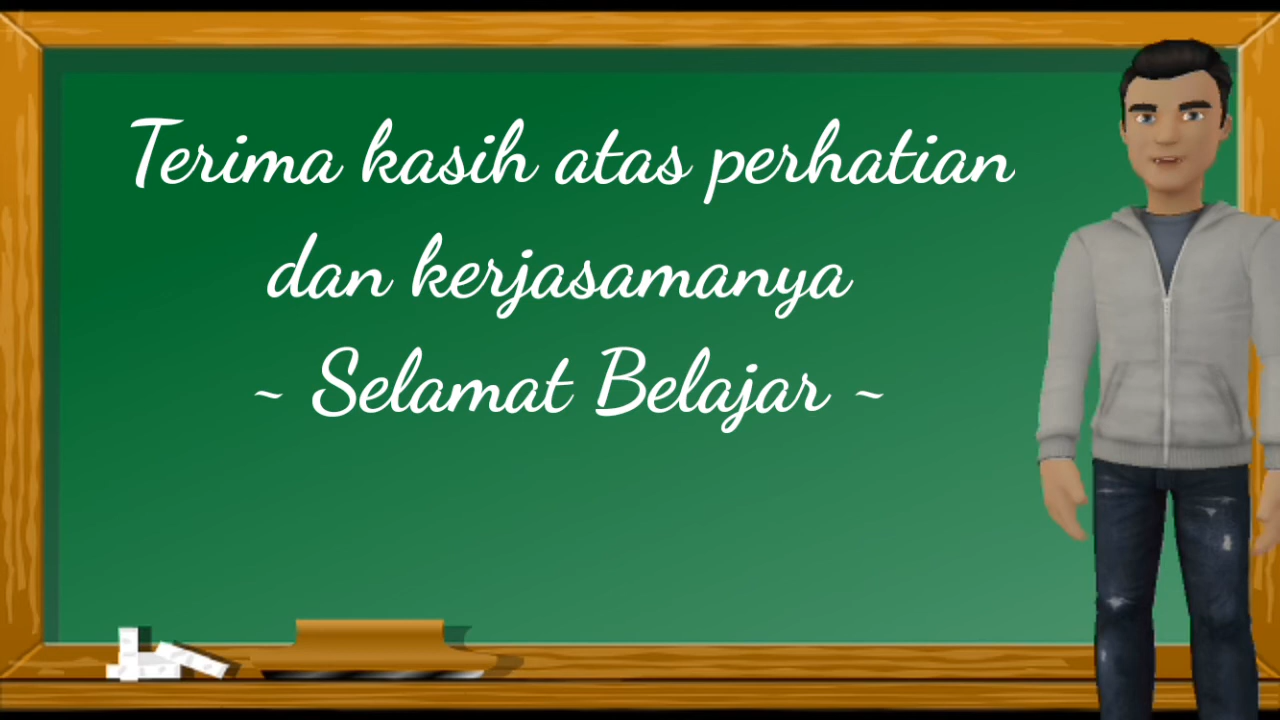 Terima kasih atas perhatian
dan kerjasamanya
~ Selamat Belajar ~